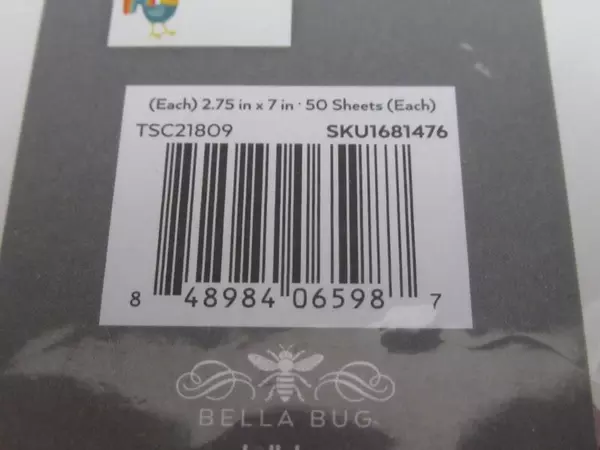 (Each) 2.75 in x 7 in · 50 Sheets (Each)
TSC21809 SKU1681476
8 48984 06598 7
BELLA BUG